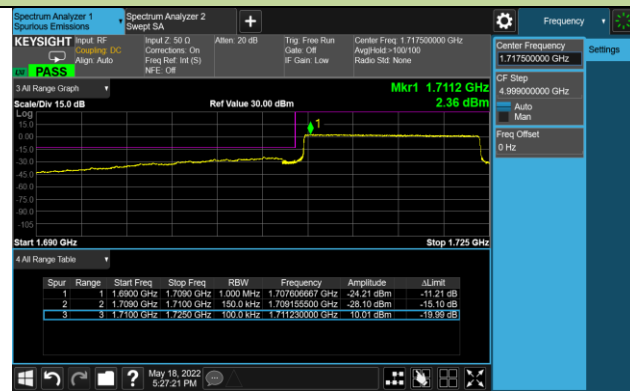 Spectrum Analyzer 1
Spurious Emissions
Spectrum Analyzer 2
Swept SA
+
Frequency
KEYSIGHT
Input: RF
Coupling: DC
Align: Auto
LXI PASS
Input Z: 50 Ω
Corrections: On
Freq Ref: Int (S)
NFE: Off
Atten: 20 dB
Trig: Free Run
Gate: Off
IF Gain: Low
Center Freq: 1.717500000 GHz
Avg|Hold:>100/100
Radio Std: None
Center Frequency
1.717500000 GHz
Settings
CF Step
4.999000000 GHz
Auto
Man
Freq Offset
0 Hz
3 All Range Graph
Mkr1 1.7112 GHz
Scale/Div 15.0 dB
Ref Value 30.00 dBm
2.36 dBm
Log
15.0
0.00
-15.0
-30.0
-45.0
-60.0
-75.0
-90.0
-105
1
Start 1.690 GHz
Stop 1.725 GHz
4 All Range Table
Spur Range Start Freq Stop Freq RBW Frequency Amplitude ΔLimit
1 1 1.6900 GHz 1.7090 GHz 1.000 MHz 1.707606667 GHz -24.21 dBm -11.21 dB
2 2 1.7090 GHz 1.7100 GHz 150.0 kHz 1.709155500 GHz -28.10 dBm -15.10 dB
3 3 1.7100 GHz 1.7250 GHz 100.0 kHz 1.711230000 GHz 10.01 dBm -19.99 dB
?
May 18, 2022
5:27:21 PM